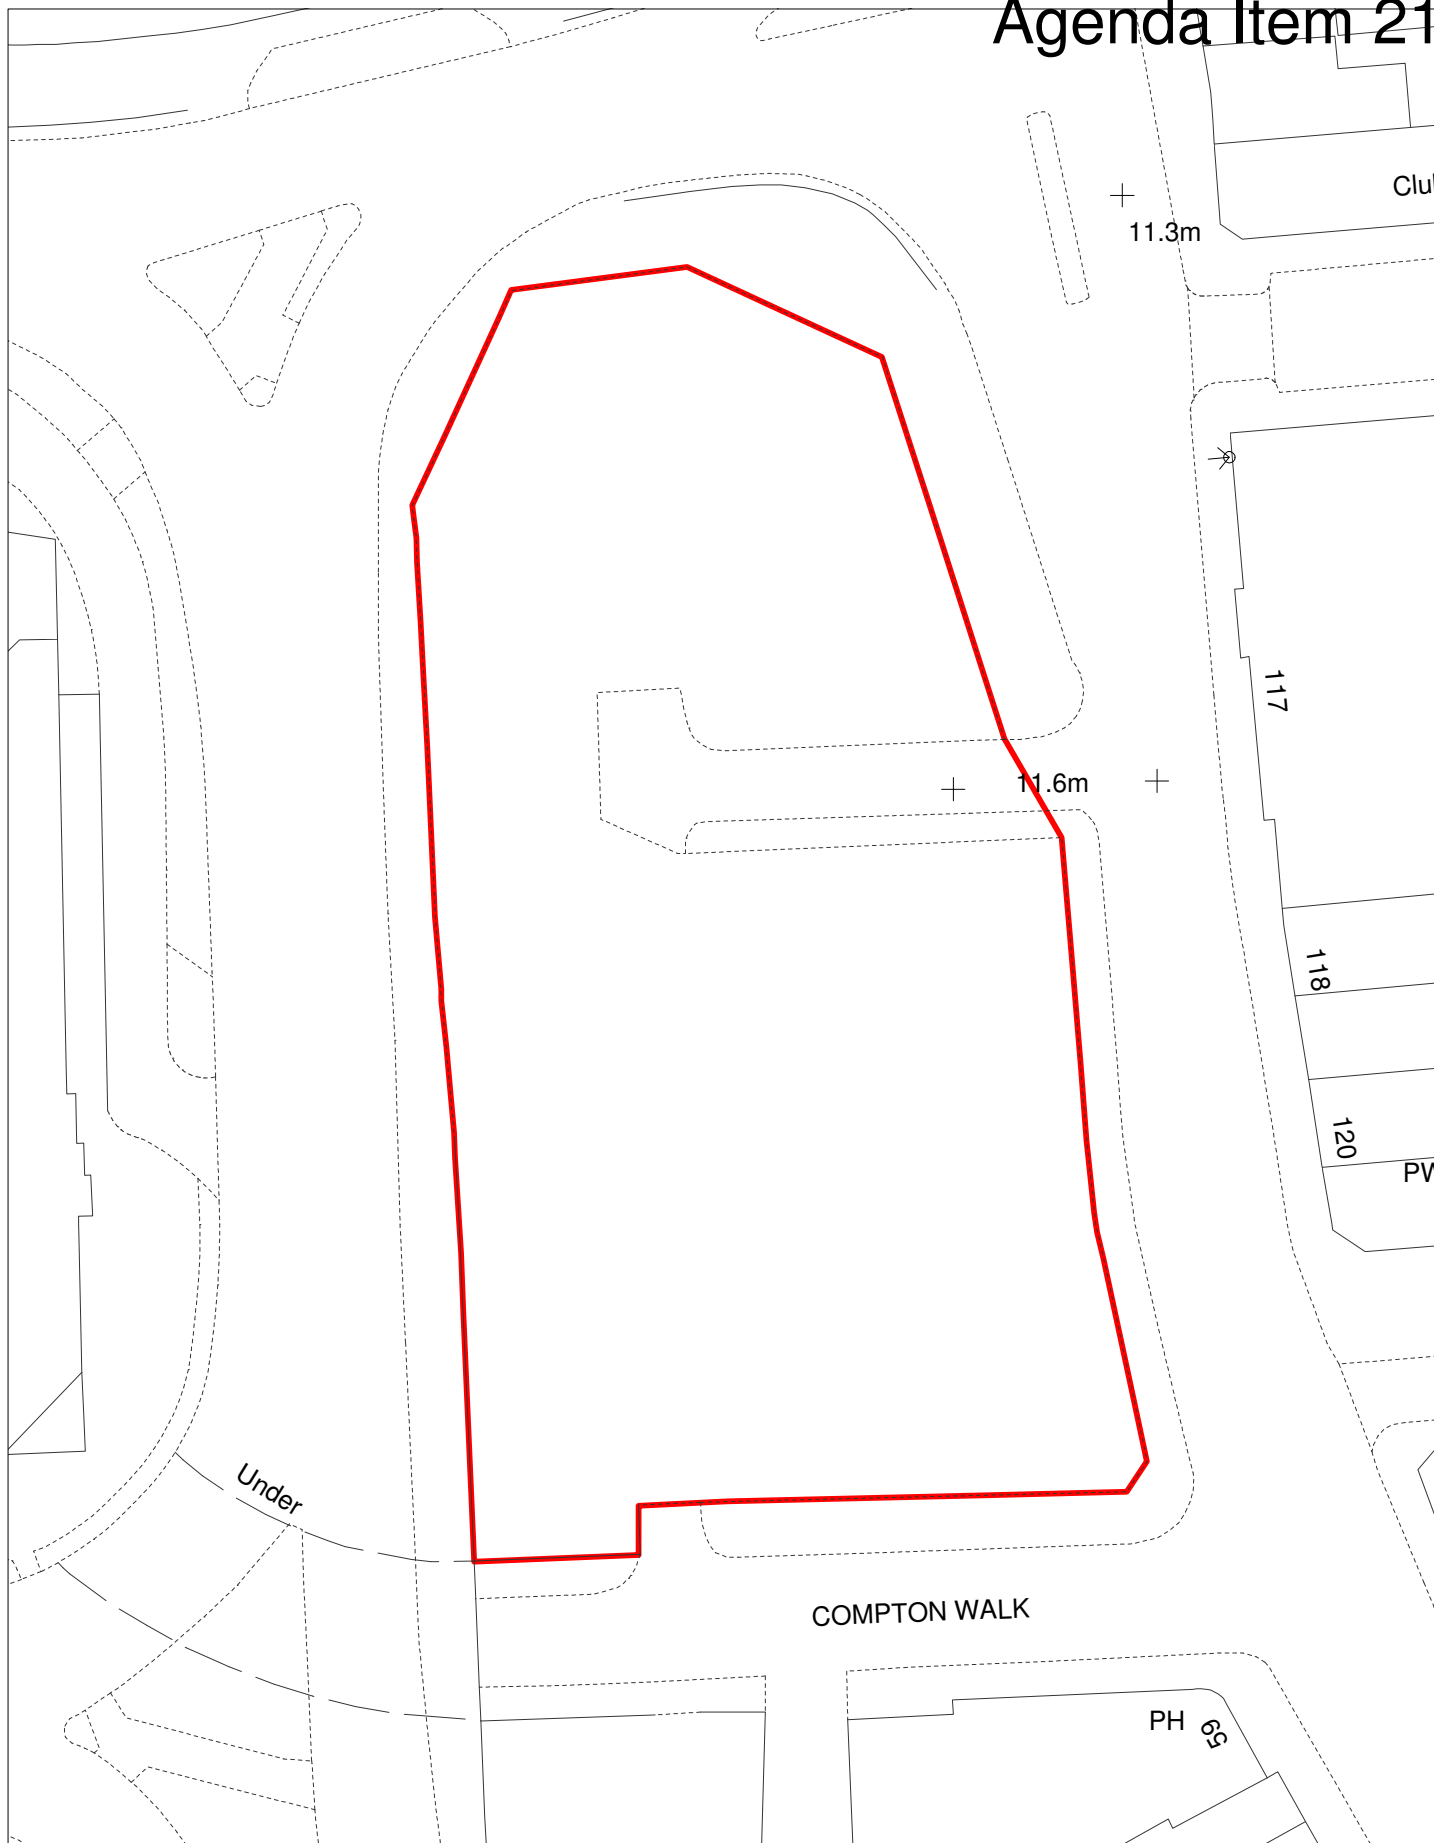 Agenda Item 21
11.3m
117
11.6m
118
120
Under
COMPTON WALK
PH
59